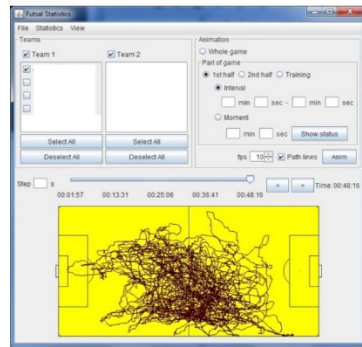 Futsal Statistics
File Statistics View
Teams
Team 1
Team 2
Select All
Select All
Deselect All
Deselect All
Animation
Whole game
Part of game
1st half 2nd half Training
Interval
min sec - min sec
Moment
min sec Show status
fps 10 Path lines Anim
Step s
< > Time: 00:48:16
00:01:57 00:13:31 00:25:06 00:36:41 00:48:16